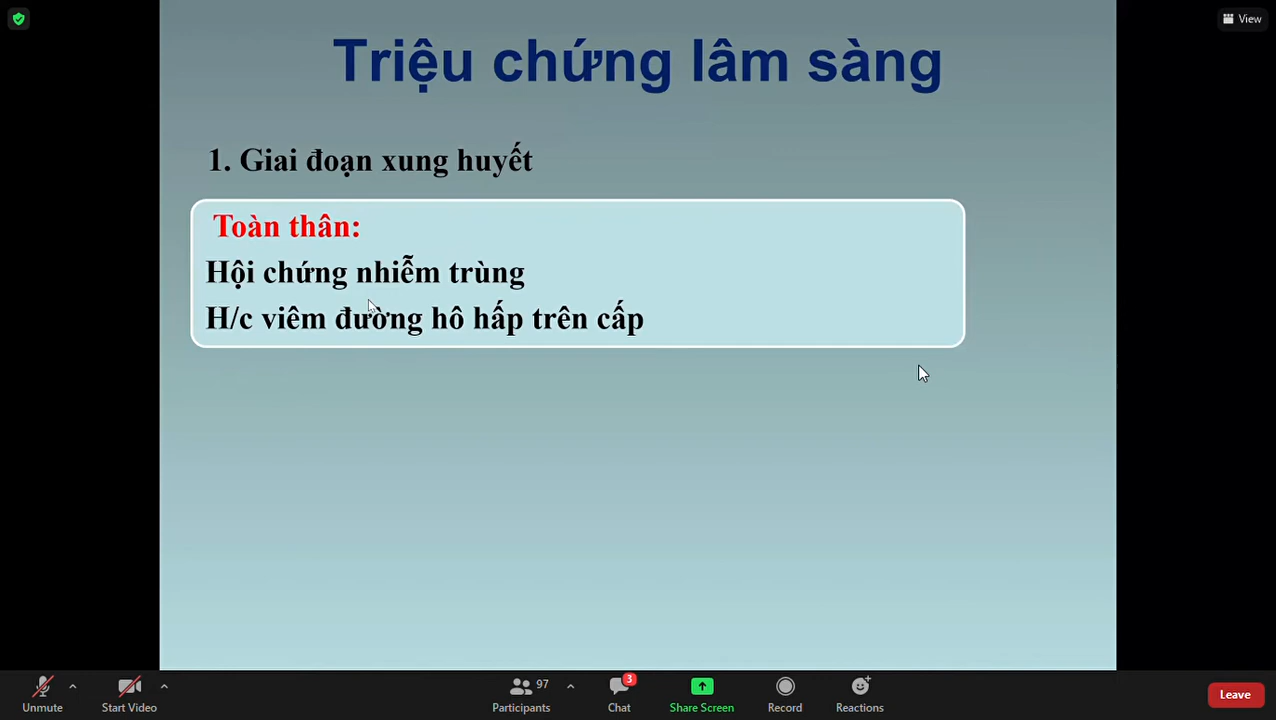 View
Triệu chứng lâm sàng
1. Giai đoạn xung huyết
Toàn thân:
Hội chứng nhiễm trùng
H/c viêm đường hô hấp trên cấp
Unmute
Start Video
97
Participants
3
Chat
Share Screen
Record
Reactions
Leave